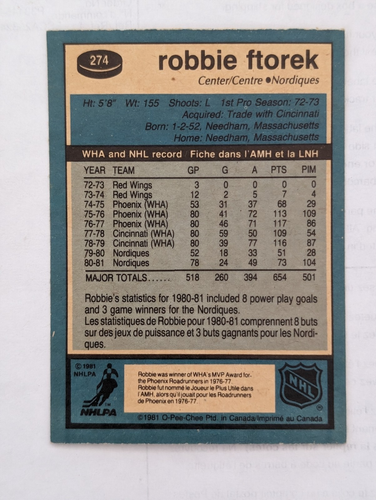 274
robbie ftorek
Center/Centre ●Nordiques
Ht: 5'8" Wt: 155 Shoots: L 1st Pro Season: 72-73
Acquired: Trade with Cincinnati
Born: 1-2-52, Needham, Massachusetts
Home: Needham, Massachusetts
WHA and NHL record Fiche dans l'AMH et la LNH
YEAR TEAM GP G A PTS PIM
72-73 Red Wings 3 0 0 0 0
73-74 Red Wings 12 2 5 7 4
74-75 Phoenix (WHA) 53 31 37 68 29
75-76 Phoenix (WHA) 80 41 72 113 109
76-77 Phoenix (WHA) 80 46 71 117 86
77-78 Cincinnati (WHA) 80 59 50 109 54
78-79 Cincinnati (WHA) 80 39 77 116 87
79-80 Nordiques 52 18 33 51 28
80-81 Nordiques 78 24 49 73 104
MAJOR TOTALS...... 518 260 394 654 501
Robbie's statistics for 1980-81 included 8 power play goals
and 3 game winners for the Nordiques.
Les statistiques de Robbie pour 1980-81 comprennent 8 buts
sur des jeux de puissance et 3 buts gagnants pour les Nordi-
ques.
© 1981
NHLPA
NHLPA
TM
Robbie was winner of WHA's MVP Award for
the Phoenix Roadrunners in 1976-77.
Robbie fut nommé le Joueur le Plus Utile dans
l'AMH, alors qu'il jouait pour les Roadrunners
de Phoenix en 1976-77.
NHL
©1981 O-Pee-Chee Ptd. in Canada/Imprimé au Canada